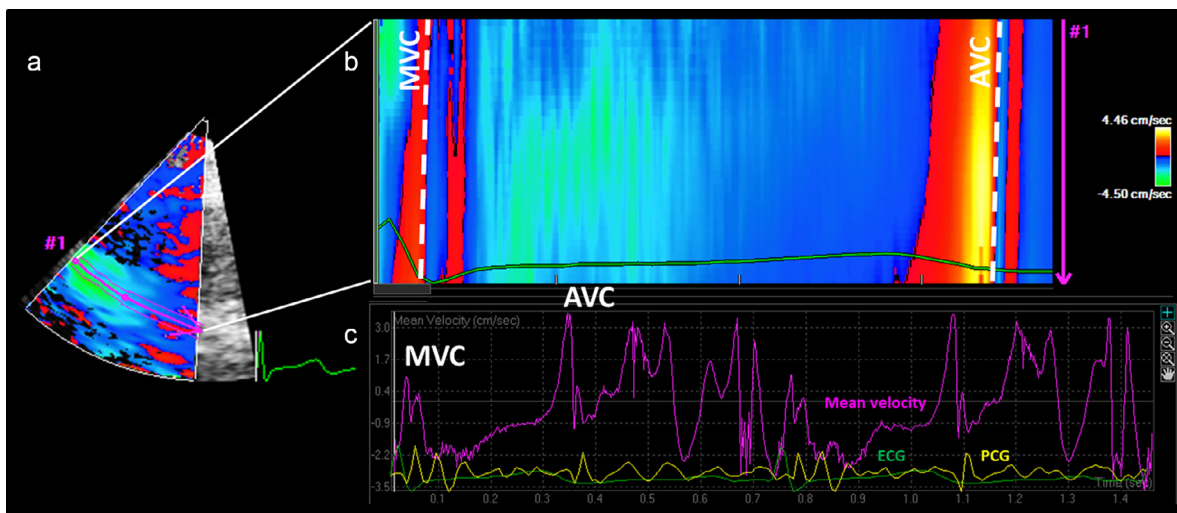 a
#1
b
MVC
AVC
#1
4.46 cm/sec
-4.50 cm/sec
AVC
c
Mean Velocity (cm/sec)
MVC
3.0
1.7
0.4
-0.9
-2.2
-3.5
Mean velocity
ECG
PCG
Time (sec)
0.1 0.2 0.3 0.4 0.5 0.6 0.7 0.8 0.9 1.0 1.1 1.2 1.3 1.4